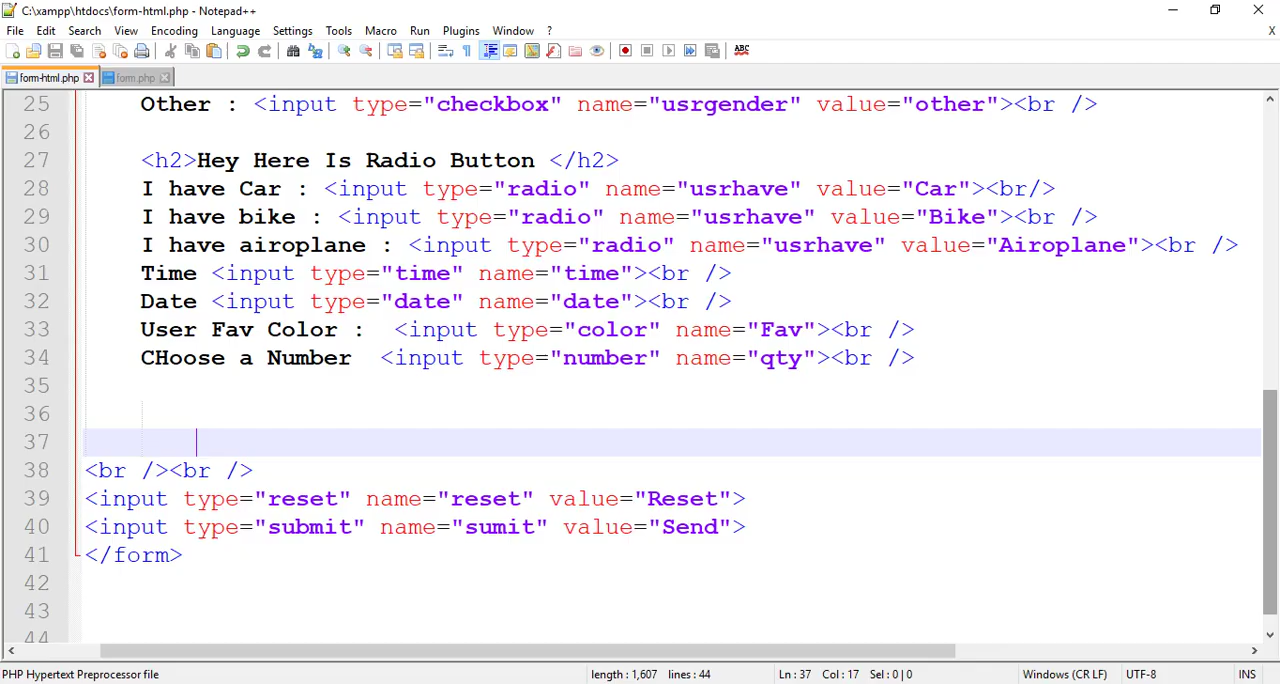 C:\xampp\htdocs\form-html.php - Notepad++
File Edit Search View Encoding Language Settings Tools Macro Run Plugins Window ? X
form-html.php form.php
25 Other : <input type="checkbox" name="usrgender" value="other"><br />
26
27 <h2>Hey Here Is Radio Button </h2>
28 I have Car : <input type="radio" name="usrhave" value="Car"><br/>
29 I have bike : <input type="radio" name="usrhave" value="Bike"><br />
30 I have airoplane : <input type="radio" name="usrhave" value="Airoplane"><br />
31 Time <input type="time" name="time"><br />
32 Date <input type="date" name="date"><br />
33 User Fav Color :  <input type="color" name="Fav"><br />
34 CHoose a Number  <input type="number" name="qty"><br />
35
36
37
38 <br /><br />
39 <input type="reset" name="reset" value="Reset">
40 <input type="submit" name="sumit" value="Send">
41 </form>
42
43
44
PHP Hypertext Preprocessor file length : 1,607 lines : 44 Ln : 37 Col : 17 Sel : 0 | 0 Windows (CR LF) UTF-8 INS